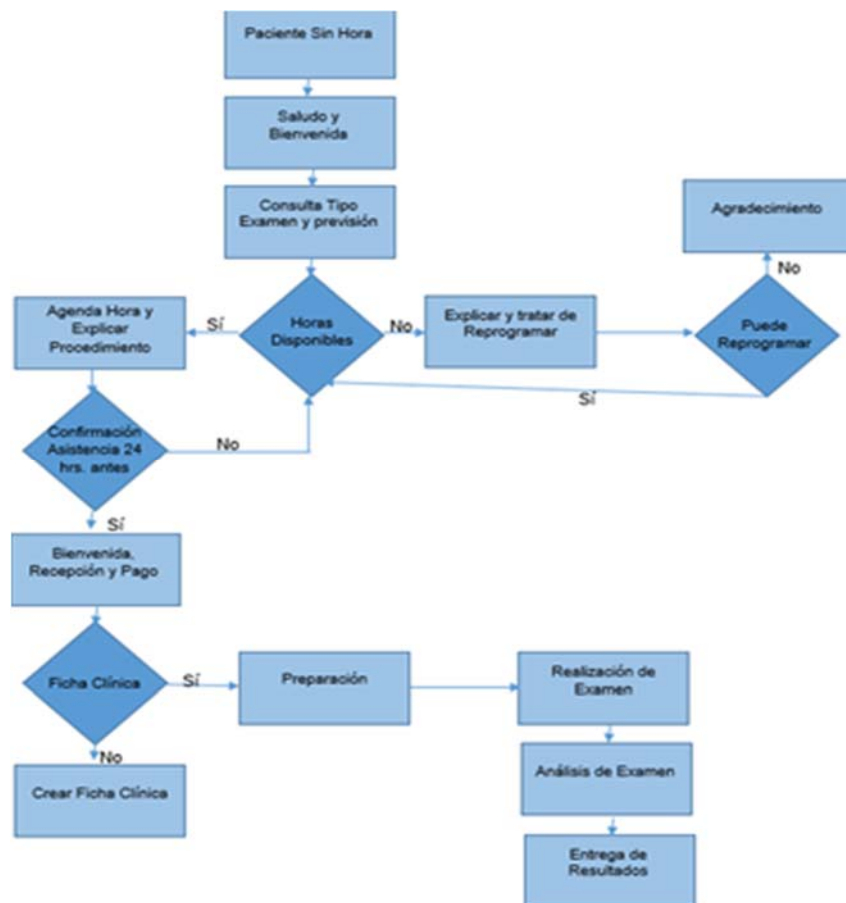 Paciente Sin Hora
Saludo y
Bienvenida
Consulta Tipo
Examen y previsión
Agradecimiento
No
Agenda Hora y
Explicar
Procedimiento
Sí
Horas
Disponibles
No
Explicar y tratar de
Reprogramar
Puede
Reprogramar
Sí
Confirmación
Asistencia 24
hrs. antes
No
Sí
Bienvenida,
Recepción y Pago
Ficha Clínica
Sí
Preparación
Realización de
Examen
No
Crear Ficha Clínica
Análisis de Examen
Entrega de
Resultados